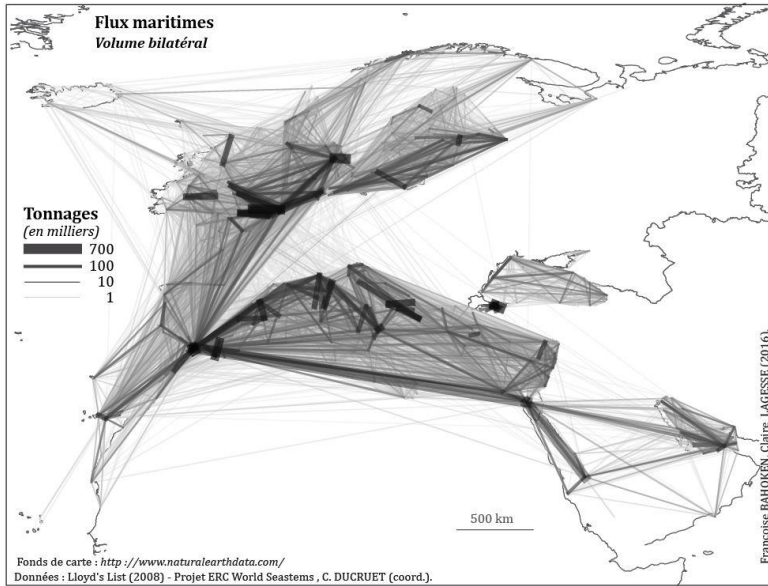 Flux maritimes
Volume bilatéral
Tonnages
(en milliers)
700
100
10
1
500 km
Françoise BAHOKEN, Claire LAGESSE (2016).
Fonds de carte : http://www.naturalearthdata.com/
Données : Lloyd's List (2008) - Projet ERC World Seastems , C. DUCRUET (coord.).